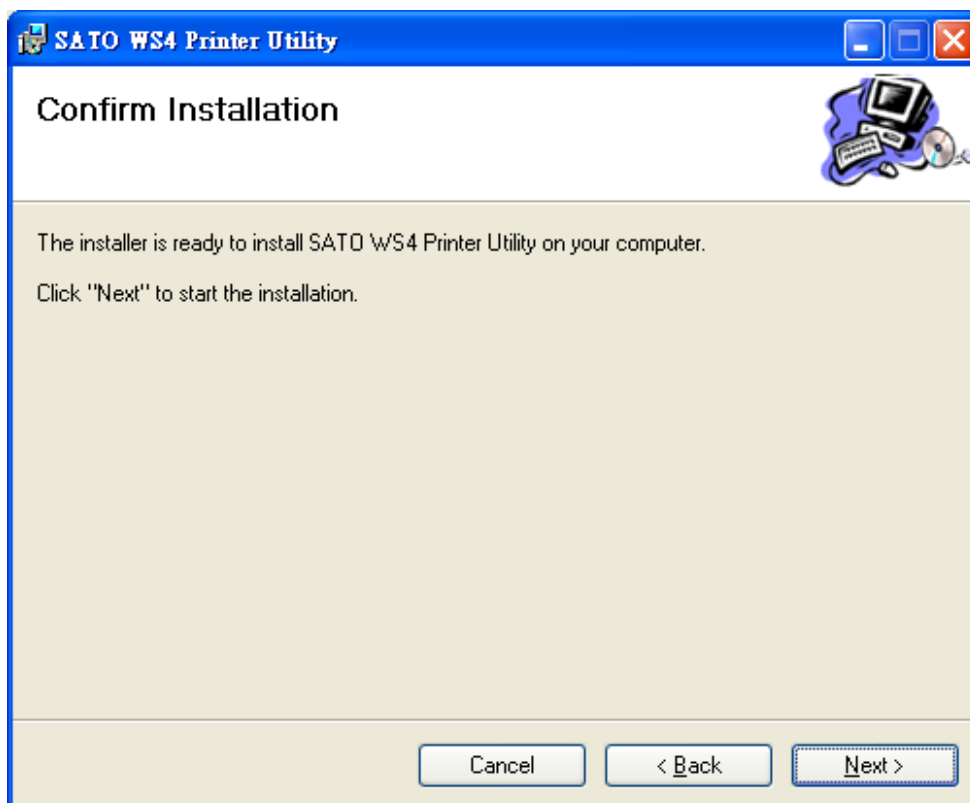 SATO WS4 Printer Utility
Confirm Installation
The installer is ready to install SATO WS4 Printer Utility on your computer.
Click "Next" to start the installation.
Cancel
< Back
Next >